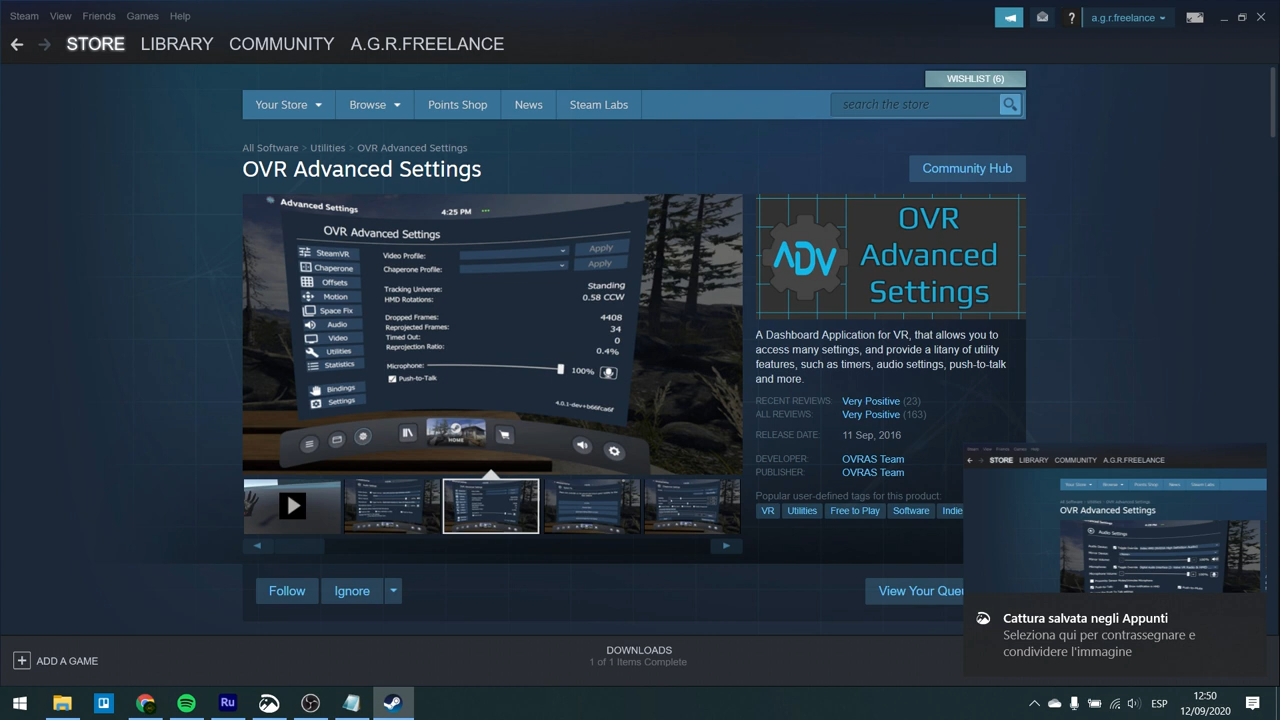 Steam View Friends Games Help
a.g.r.freelance
STORE LIBRARY COMMUNITY A.G.R.FREELANCE
WISHLIST (6)
Your Store Browse Points Shop News Steam Labs
search the store
All Software > Utilities > OVR Advanced Settings
OVR Advanced Settings
Community Hub
Advanced Settings
4:25 PM
OVR Advanced Settings
SteamVR
Chaperone
Offsets
Motion
Space Fix
Audio
Video
Utilities
Statistics
Bindings
Settings
Video Profile: Apply
Chaperone Profile: Apply
Tracking Universe: Standing
HMD Rotations: 0.58 CCW
Dropped Frames: 4408
Reprojected Frames: 34
Timed Out: 0
Reprojection Ratio: 0.4%
Microphone: 100%
Push-to-Talk
4.0.1-dev+b66fca6f
HOME
ADV
OVR
Advanced
Settings
A Dashboard Application for VR, that allows you to
access many settings, and provide a litany of utility
features, such as timers, audio settings, push-to-talk
and more.
RECENT REVIEWS: Very Positive (23)
ALL REVIEWS: Very Positive (163)
RELEASE DATE: 11 Sep, 2016
DEVELOPER: OVRAS Team
PUBLISHER: OVRAS Team
Popular user-defined tags for this product:
VR Utilities Free to Play Software Indie
Follow Ignore
View Your Queu
STORE LIBRARY COMMUNITY A.G.R.FREELANCE
OVR Advanced Settings
Cattura salvata negli Appunti
Seleziona qui per contrassegnare e
condividere l'immagine
ADD A GAME
DOWNLOADS
1 of 1 Items Complete
Ru
ESP
12:50
12/09/2020